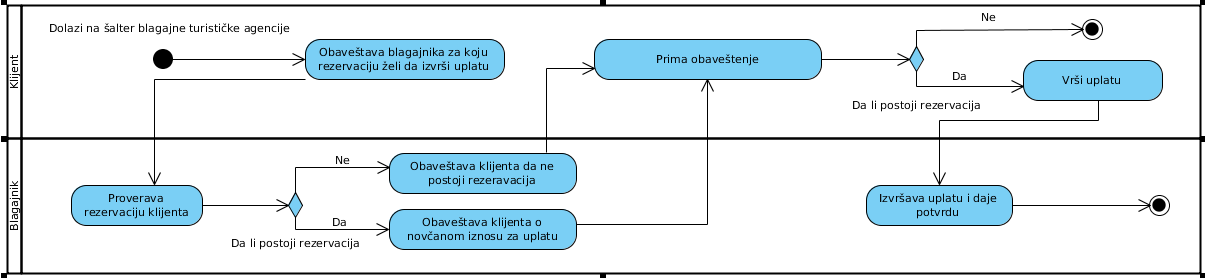 Klijent
Dolazi na šalter blagajne turističke agencije
Obaveštava blagajnika za koju
rezervaciju želi da izvrši uplatu
Prima obaveštenje
Ne
Da
Vrši uplatu
Da li postoji rezervacija
Blagajnik
Proverava
rezervaciju klijenta
Ne
Obaveštava klijenta da ne
postoji rezeravacija
Da
Obaveštava klijenta o
novčanom iznosu za uplatu
Da li postoji rezervacija
Izvršava uplatu i daje
potvrdu